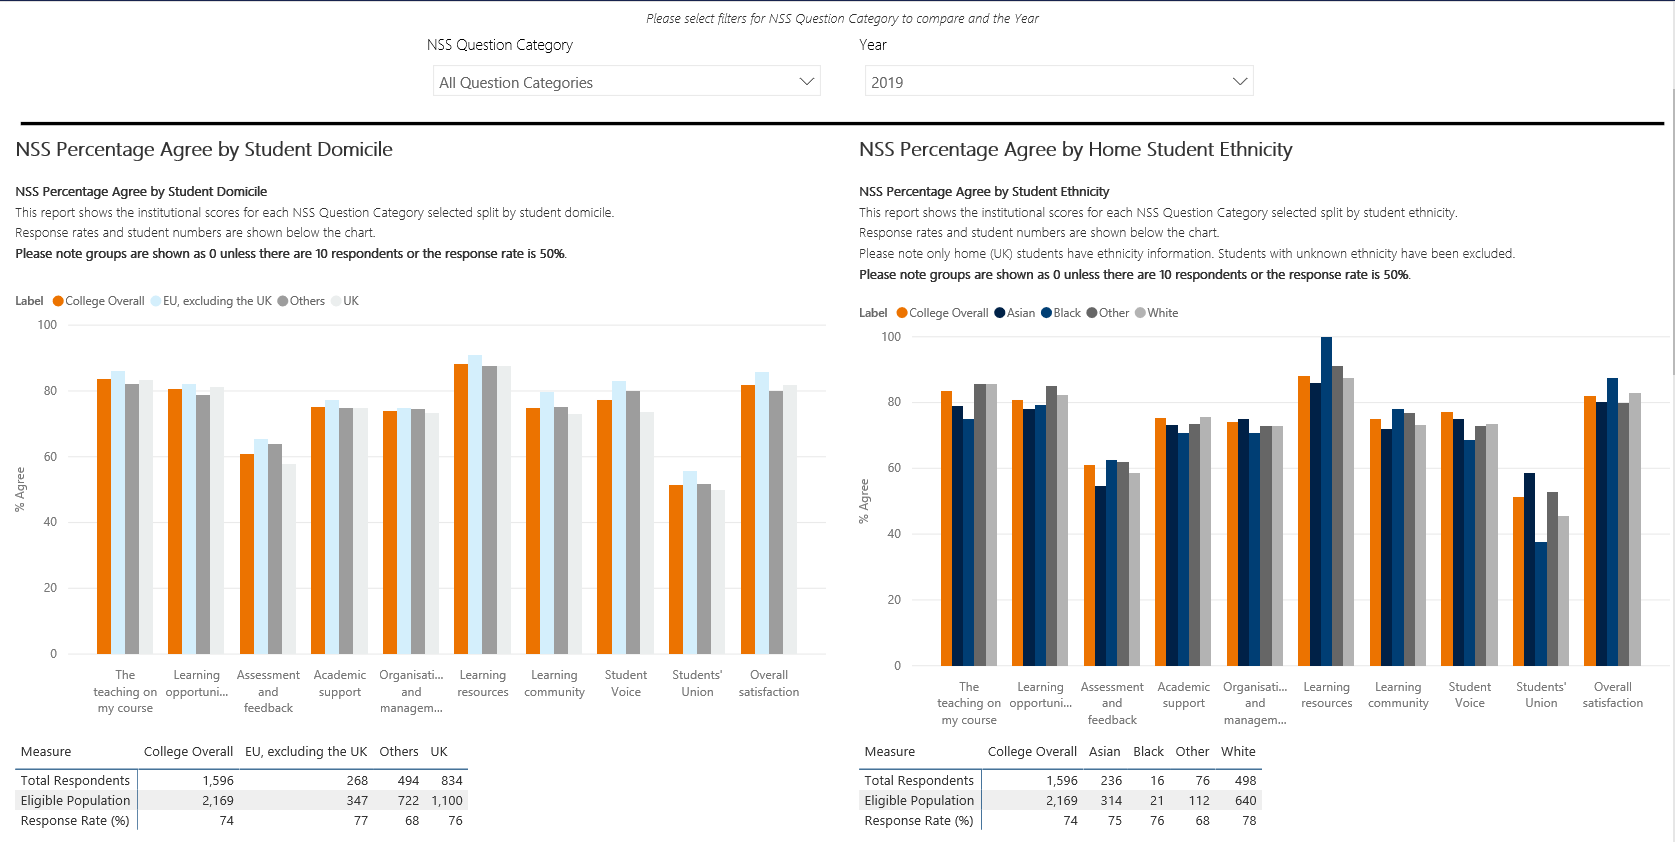 Please select filters for NSS Question Category to compare and the Year
NSS Question Category
Year
All Question Categories
2019
NSS Percentage Agree by Student Domicile
NSS Percentage Agree by Student Domicile
This report shows the institutional scores for each NSS Question Category selected split by student domicile.
Response rates and student numbers are shown below the chart.
Please note groups are shown as 0 unless there are 10 respondents or the response rate is 50%.
Label College Overall EU, excluding the UK Others UK
100
80
60
40
20
0
% Agree
The teaching on my course
Learning opportuni...
Assessment and feedback
Academic support
Organisati... and managem...
Learning resources
Learning community
Student Voice
Students' Union
Overall satisfaction
Measure College Overall EU, excluding the UK Others UK
Total Respondents 1,596 268 494 834
Eligible Population 2,169 347 722 1,100
Response Rate (%) 74 77 68 76
NSS Percentage Agree by Home Student Ethnicity
NSS Percentage Agree by Student Ethnicity
This report shows the institutional scores for each NSS Question Category selected split by student ethnicity.
Response rates and student numbers are shown below the chart.
Please note only home (UK) students have ethnicity information. Students with unknown ethnicity have been excluded.
Please note groups are shown as 0 unless there are 10 respondents or the response rate is 50%.
Label College Overall Asian Black Other White
100
80
60
40
20
0
% Agree
The teaching on my course
Learning opportuni...
Assessment and feedback
Academic support
Organisati... and managem...
Learning resources
Learning community
Student Voice
Students' Union
Overall satisfaction
Measure College Overall Asian Black Other White
Total Respondents 1,596 236 16 76 498
Eligible Population 2,169 314 21 112 640
Response Rate (%) 74 75 76 68 78